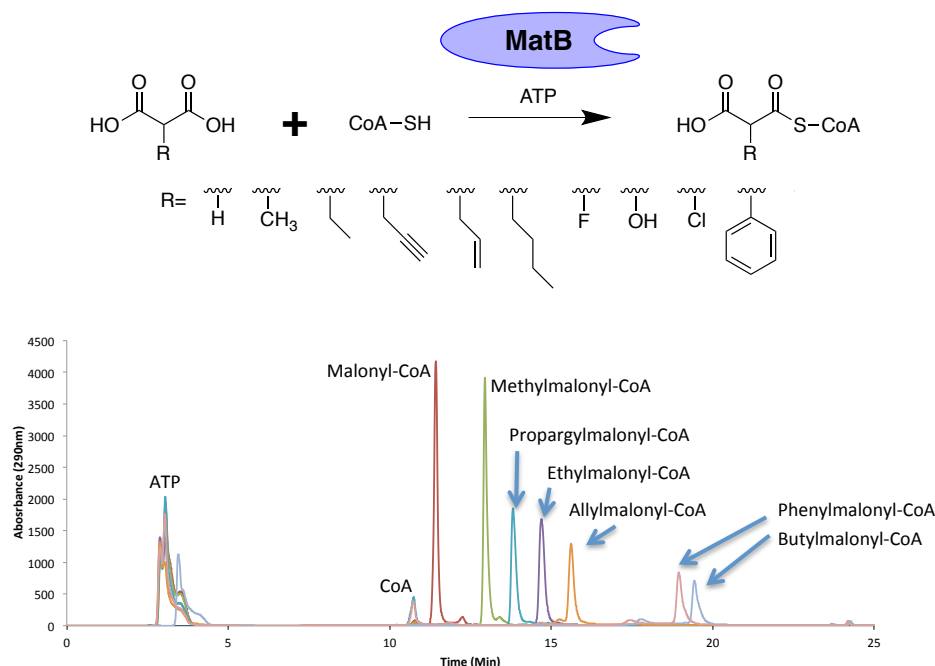 MatB
O O
HO OH
R
+
CoA–SH
ATP
O O
HO S–CoA
R
R= H CH3 F OH Cl
4500
4000
3500
3000
2500
2000
1500
1000
500
0
Abosrbance (290nm)
Malonyl-CoA
Methylmalonyl-CoA
Propargylmalonyl-CoA
Ethylmalonyl-CoA
Allylmalonyl-CoA
Phenylmalonyl-CoA
Butylmalonyl-CoA
ATP
CoA
0 5 10 15 20 25
Time (Min)